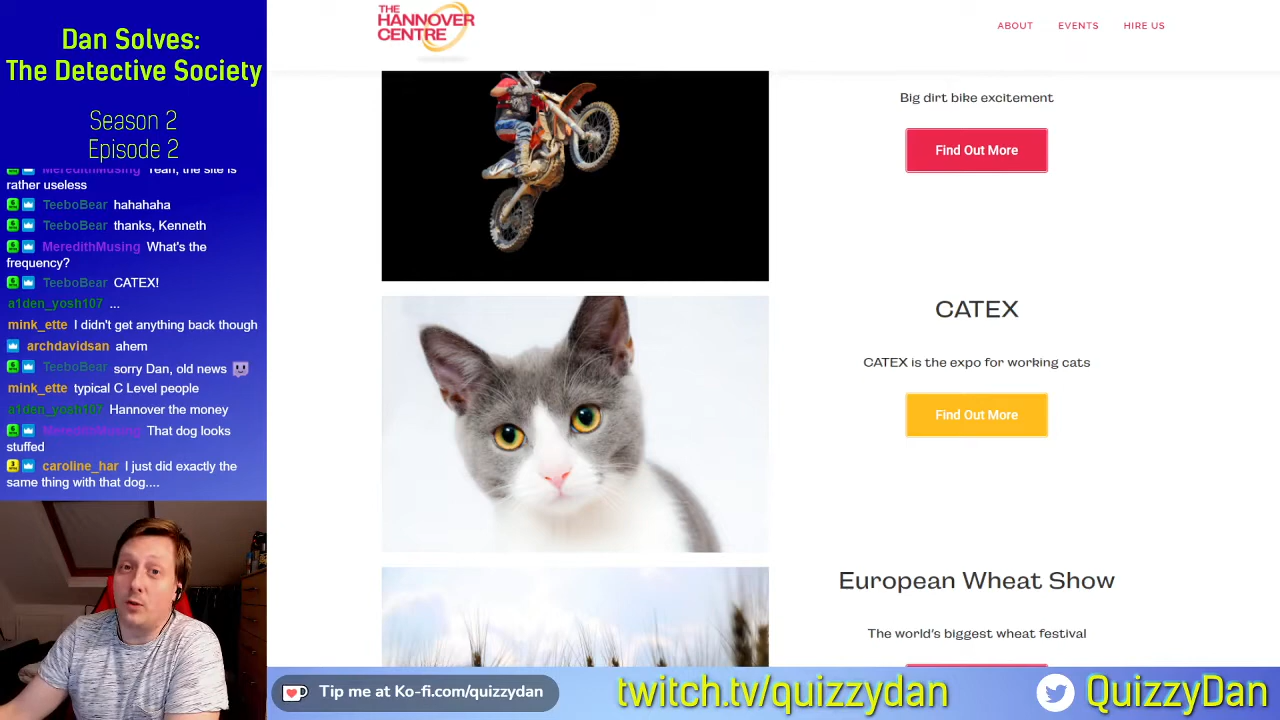 Dan Solves:
The Detective Society
Season 2
Episode 2
MeredithMusing Yeah, the site is
rather useless
TeeboBear hahahaha
TeeboBear thanks, Kenneth
MeredithMusing What's the
frequency?
TeeboBear CATEX!
a1den_yosh107 ...
mink_ette I didn't get anything back though
archdavidsan ahem
TeeboBear sorry Dan, old news
mink_ette typical C Level people
a1den_yosh107 Hannover the money
MeredithMusing That dog looks
stuffed
caroline_har I just did exactly the
same thing with that dog....
THE
HANNOVER
CENTRE
ABOUT
EVENTS
HIRE US
Big dirt bike excitement
Find Out More
CATEX
CATEX is the expo for working cats
Find Out More
European Wheat Show
The world's biggest wheat festival
Tip me at Ko-fi.com/quizzydan
twitch.tv/quizzydan
QuizzyDan